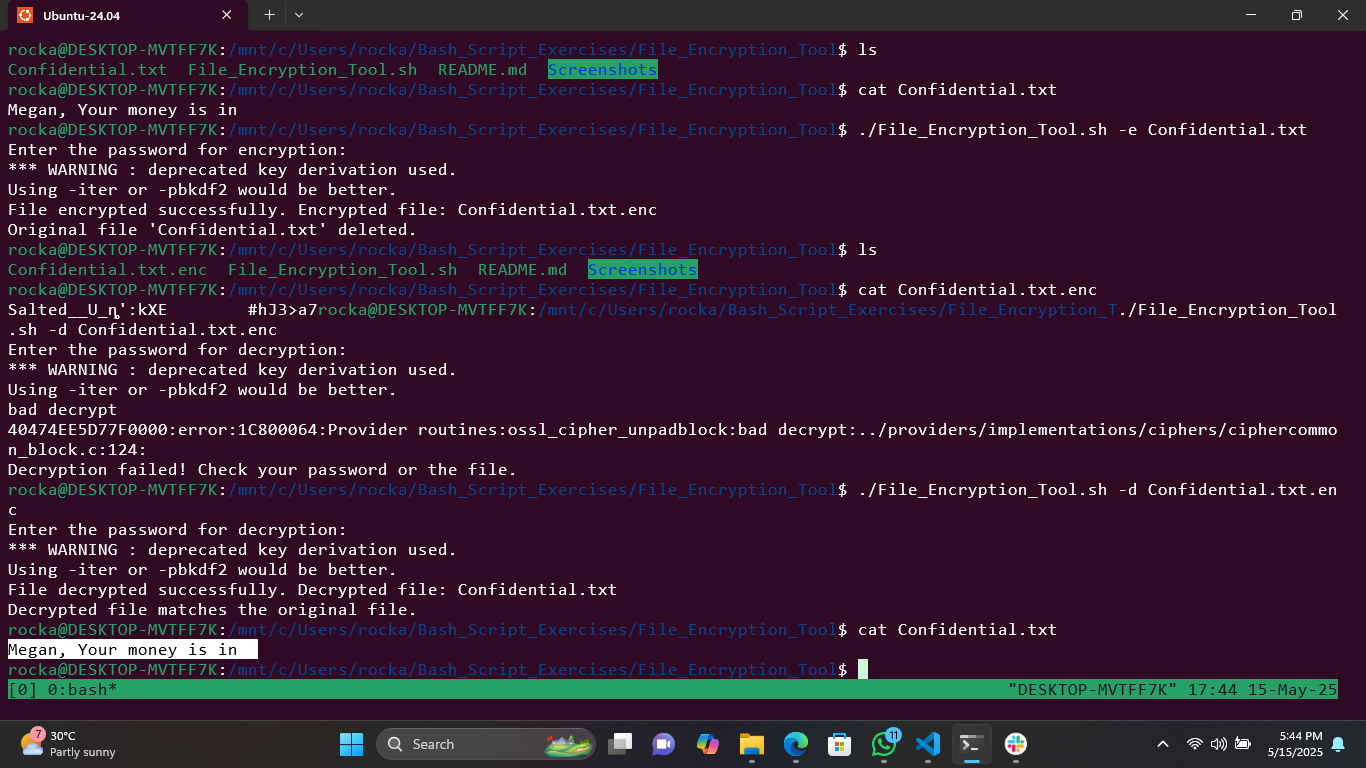 Ubuntu-24.04
rocka@DESKTOP-MVTFF7K:/mnt/c/Users/rocka/Bash_Script_Exercises/File_Encryption_Tool$ ls
Confidential.txt  File_Encryption_Tool.sh  README.md  Screenshots
rocka@DESKTOP-MVTFF7K:/mnt/c/Users/rocka/Bash_Script_Exercises/File_Encryption_Tool$ cat Confidential.txt
Megan, Your money is in
rocka@DESKTOP-MVTFF7K:/mnt/c/Users/rocka/Bash_Script_Exercises/File_Encryption_Tool$ ./File_Encryption_Tool.sh -e Confidential.txt
Enter the password for encryption:
*** WARNING : deprecated key derivation used.
Using -iter or -pbkdf2 would be better.
File encrypted successfully. Encrypted file: Confidential.txt.enc
Original file 'Confidential.txt' deleted.
rocka@DESKTOP-MVTFF7K:/mnt/c/Users/rocka/Bash_Script_Exercises/File_Encryption_Tool$ ls
Confidential.txt.enc  File_Encryption_Tool.sh  README.md  Screenshots
rocka@DESKTOP-MVTFF7K:/mnt/c/Users/rocka/Bash_Script_Exercises/File_Encryption_Tool$ cat Confidential.txt.enc
#hJ3>a7rocka@DESKTOP-MVTFF7K:/mnt/c/Users/rocka/Bash_Script_Exercises/File_Encryption_T./File_Encryption_Tool
.sh -d Confidential.txt.enc
Enter the password for decryption:
*** WARNING : deprecated key derivation used.
Using -iter or -pbkdf2 would be better.
bad decrypt
40474EE5D77F0000:error:1C800064:Provider routines:ossl_cipher_unpadblock:bad decrypt:../providers/implementations/ciphers/ciphercommo
n_block.c:124:
Decryption failed! Check your password or the file.
rocka@DESKTOP-MVTFF7K:/mnt/c/Users/rocka/Bash_Script_Exercises/File_Encryption_Tool$ ./File_Encryption_Tool.sh -d Confidential.txt.en
c
Enter the password for decryption:
*** WARNING : deprecated key derivation used.
Using -iter or -pbkdf2 would be better.
File decrypted successfully. Decrypted file: Confidential.txt
Decrypted file matches the original file.
rocka@DESKTOP-MVTFF7K:/mnt/c/Users/rocka/Bash_Script_Exercises/File_Encryption_Tool$ cat Confidential.txt
Megan, Your money is in
rocka@DESKTOP-MVTFF7K:/mnt/c/Users/rocka/Bash_Script_Exercises/File_Encryption_Tool$
[0] 0:bash* "DESKTOP-MVTFF7K" 17:44 15-May-25
7
30°C
Partly sunny
Search
11
5:44 PM
5/15/2025